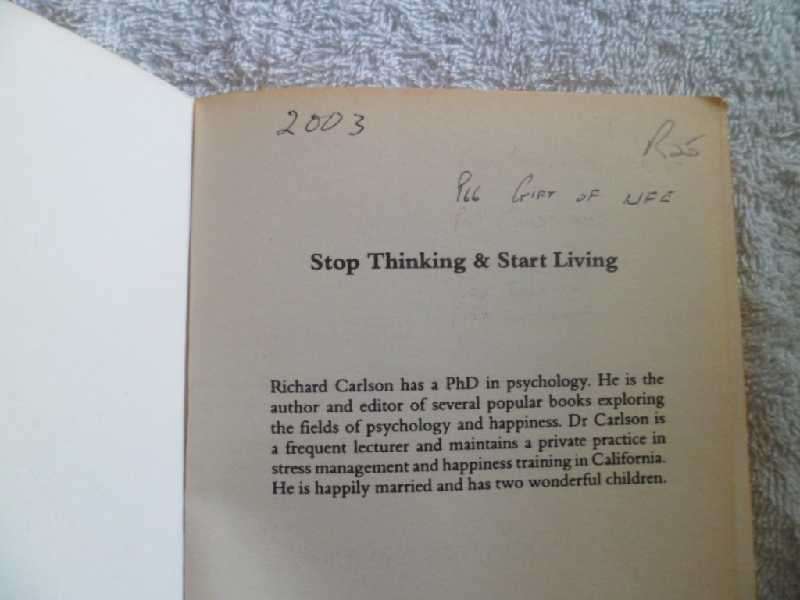 2003
R25
P66 GIFT OF LIFE
Stop Thinking & Start Living
Richard Carlson has a PhD in psychology. He is the
author and editor of several popular books exploring
the fields of psychology and happiness. Dr Carlson is
a frequent lecturer and maintains a private practice in
stress management and happiness training in California.
He is happily married and has two wonderful children.